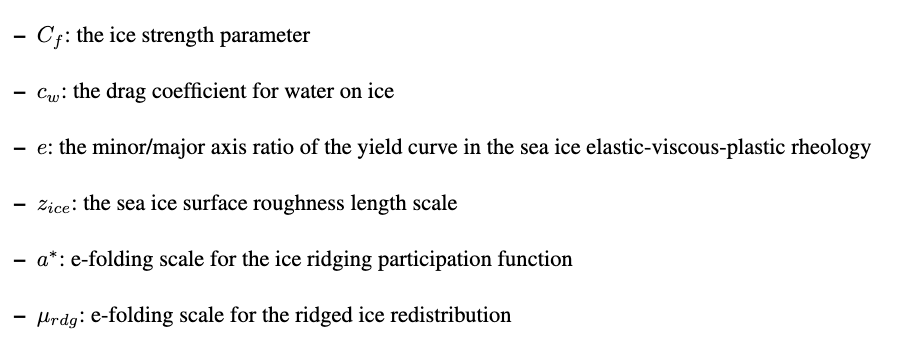 – C_f: the ice strength parameter
– c_w: the drag coefficient for water on ice
– e: the minor/major axis ratio of the yield curve in the sea ice elastic-viscous-plastic rheology
– z_ice: the sea ice surface roughness length scale
– a*: e-folding scale for the ice ridging participation function
– μ_rdg: e-folding scale for the ridged ice redistribution